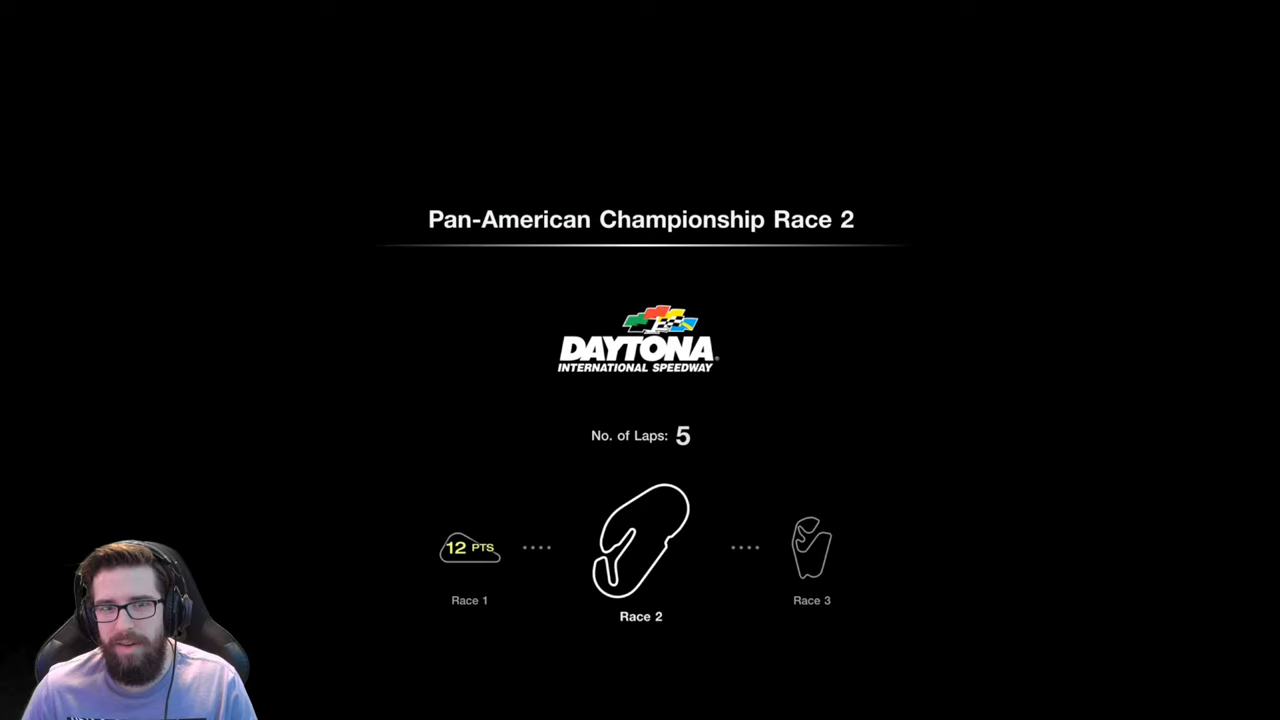 Pan-American Championship Race 2
DAYTONA
INTERNATIONAL SPEEDWAY
No. of Laps: 5
12 PTS
Race 1
Race 2
Race 3